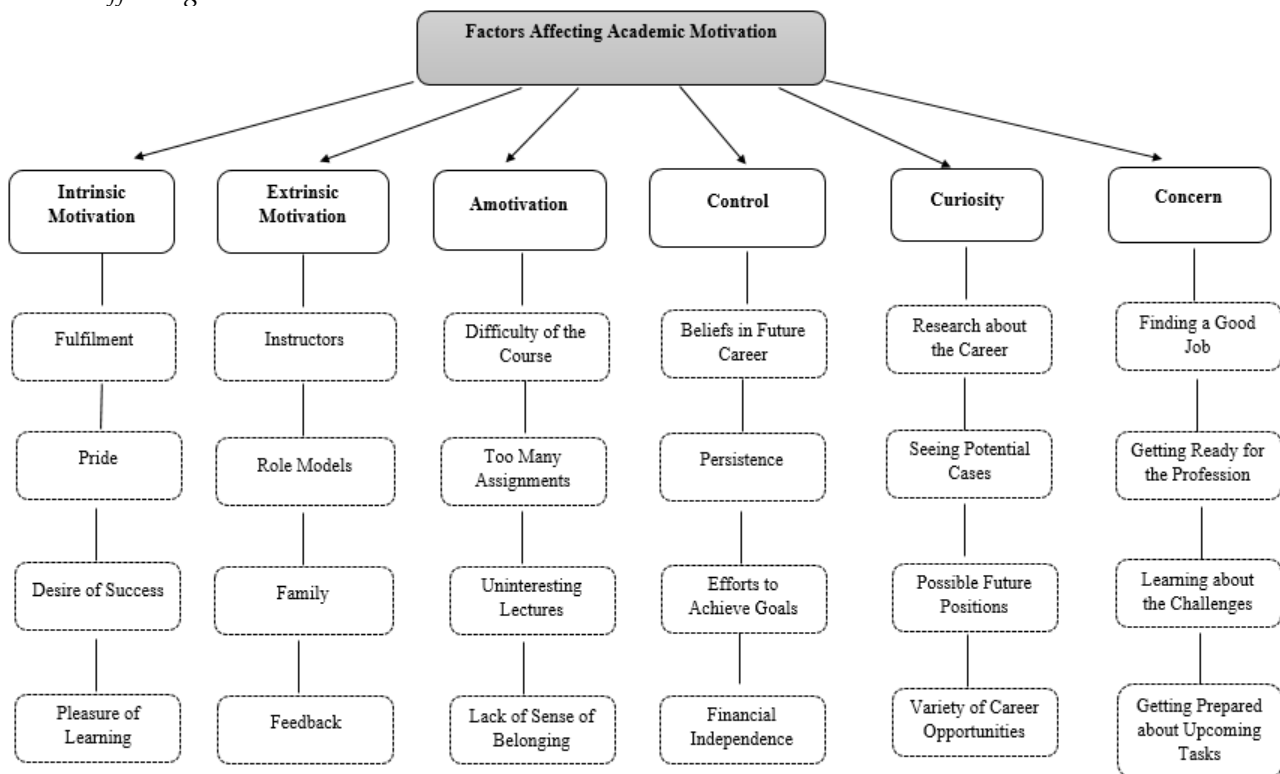 Factors Affecting Academic Motivation
Intrinsic
Motivation
Extrinsic
Motivation
Amotivation
Control
Curiosity
Concern
Fulfilment
Instructors
Difficulty of the
Course
Beliefs in Future
Career
Research about
the Career
Finding a Good
Job
Pride
Role Models
Too Many
Assignments
Persistence
Seeing Potential
Cases
Getting Ready for
the Profession
Desire of Success
Family
Uninteresting
Lectures
Efforts to
Achieve Goals
Possible Future
Positions
Learning about
the Challenges
Pleasure of
Learning
Feedback
Lack of Sense of
Belonging
Financial
Independence
Variety of Career
Opportunities
Getting Prepared
about Upcoming
Tasks